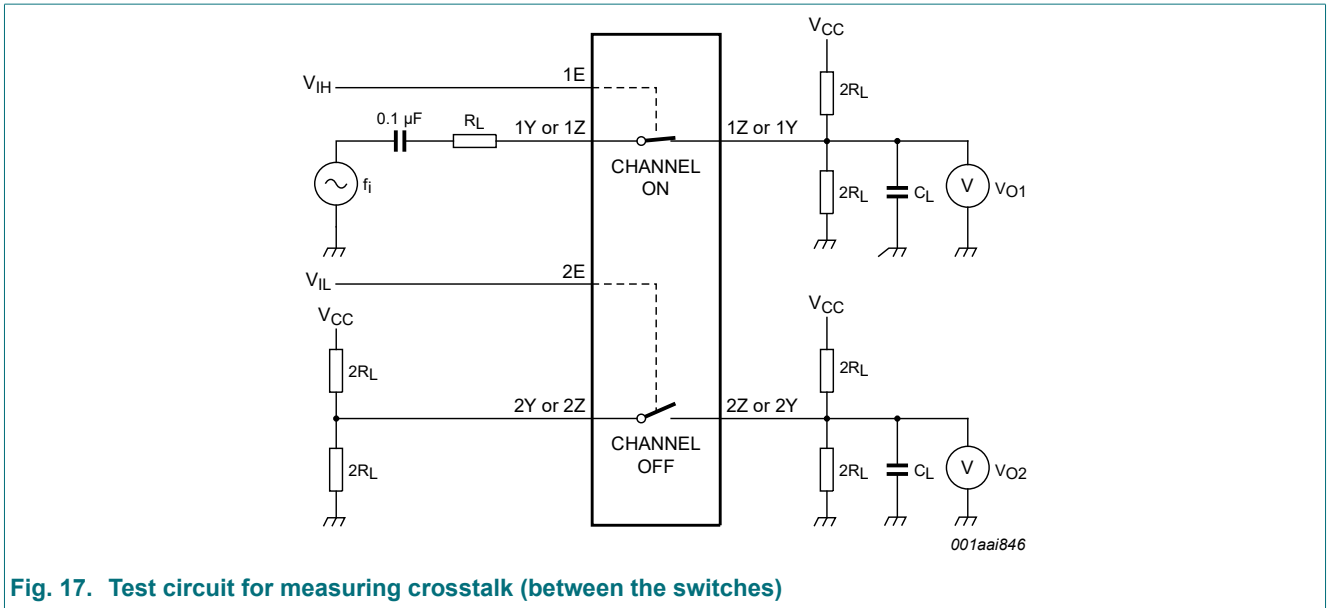 VCC
1E
VIH
2RL
0.1 µF
RL
1Y or 1Z
1Z or 1Y
fi
CHANNEL
ON
2RL
CL
V
VO1
2E
VIL
VCC
VCC
2RL
2RL
2Y or 2Z
2Z or 2Y
CHANNEL
OFF
2RL
2RL
CL
V
VO2
001aai846
Fig. 17. Test circuit for measuring crosstalk (between the switches)